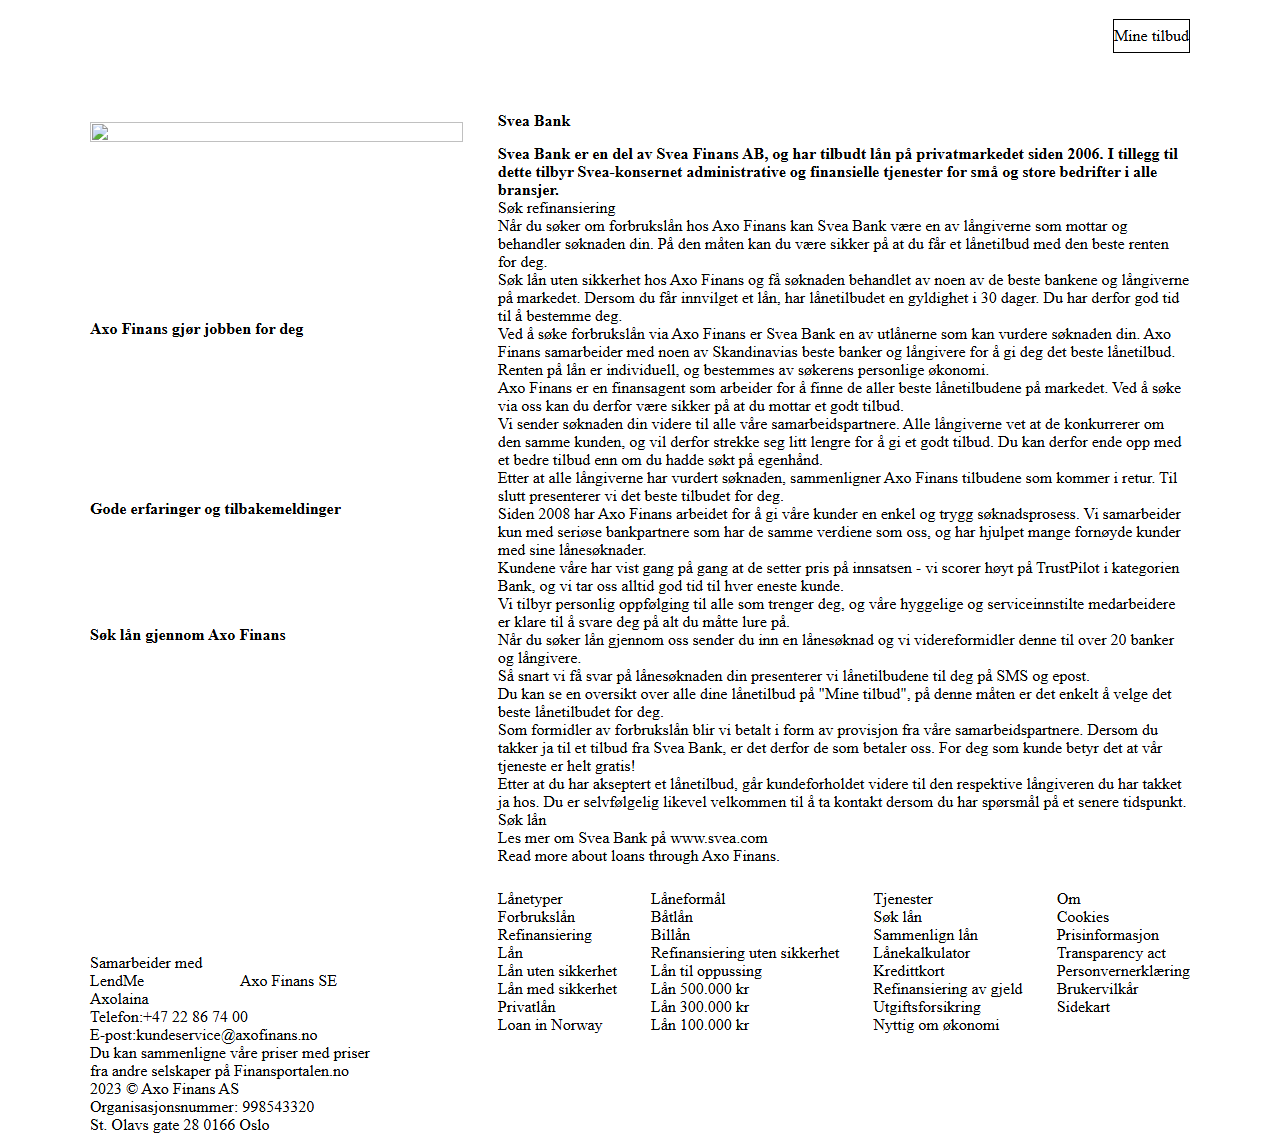 Mine tilbud
Svea Bank
Svea Bank er en del av Svea Finans AB, og har tilbudt lån på privatmarkedet siden 2006. I tillegg til
dette tilbyr Svea-konsernet administrative og finansielle tjenester for små og store bedrifter i alle
bransjer.
Søk refinansiering
Når du søker om forbrukslån hos Axo Finans kan Svea Bank være en av långiverne som mottar og
behandler søknaden din. På den måten kan du være sikker på at du får et lånetilbud med den beste renten
for deg.
Søk lån uten sikkerhet hos Axo Finans og få søknaden behandlet av noen av de beste bankene og långiverne
på markedet. Dersom du får innvilget et lån, har lånetilbudet en gyldighet i 30 dager. Du har derfor god tid
til å bestemme deg.
Axo Finans gjør jobben for deg
Ved å søke forbrukslån via Axo Finans er Svea Bank en av utlånerne som kan vurdere søknaden din. Axo
Finans samarbeider med noen av Skandinavias beste banker og långivere for å gi deg det beste lånetilbud.
Renten på lån er individuell, og bestemmes av søkerens personlige økonomi.
Axo Finans er en finansagent som arbeider for å finne de aller beste lånetilbudene på markedet. Ved å søke
via oss kan du derfor være sikker på at du mottar et godt tilbud.
Vi sender søknaden din videre til alle våre samarbeidspartnere. Alle långiverne vet at de konkurrerer om
den samme kunden, og vil derfor strekke seg litt lengre for å gi et godt tilbud. Du kan derfor ende opp med
et bedre tilbud enn om du hadde søkt på egenhånd.
Etter at alle långiverne har vurdert søknaden, sammenligner Axo Finans tilbudene som kommer i retur. Til
slutt presenterer vi det beste tilbudet for deg.
Gode erfaringer og tilbakemeldinger
Siden 2008 har Axo Finans arbeidet for å gi våre kunder en enkel og trygg søknadsprosess. Vi samarbeider
kun med seriøse bankpartnere som har de samme verdiene som oss, og har hjulpet mange fornøyde kunder
med sine lånesøknader.
Kundene våre har vist gang på gang at de setter pris på innsatsen - vi scorer høyt på TrustPilot i kategorien
Bank, og vi tar oss alltid god tid til hver eneste kunde.
Vi tilbyr personlig oppfølging til alle som trenger deg, og våre hyggelige og serviceinnstilte medarbeidere
er klare til å svare deg på alt du måtte lure på.
Søk lån gjennom Axo Finans
Når du søker lån gjennom oss sender du inn en lånesøknad og vi videreformidler denne til over 20 banker
og långivere.
Så snart vi få svar på lånesøknaden din presenterer vi lånetilbudene til deg på SMS og epost.
Du kan se en oversikt over alle dine lånetilbud på "Mine tilbud", på denne måten er det enkelt å velge det
beste lånetilbudet for deg.
Som formidler av forbrukslån blir vi betalt i form av provisjon fra våre samarbeidspartnere. Dersom du
takker ja til et tilbud fra Svea Bank, er det derfor de som betaler oss. For deg som kunde betyr det at vår
tjeneste er helt gratis!
Etter at du har akseptert et lånetilbud, går kundeforholdet videre til den respektive långiveren du har takket
ja hos. Du er selvfølgelig likevel velkommen til å ta kontakt dersom du har spørsmål på et senere tidspunkt.
Søk lån
Les mer om Svea Bank på www.svea.com
Read more about loans through Axo Finans.
Samarbeider med
LendMe Axo Finans SE
Axolaina
Telefon:+47 22 86 74 00
E-post:kundeservice@axofinans.no
Du kan sammenligne våre priser med priser
fra andre selskaper på Finansportalen.no
2023 © Axo Finans AS
Organisasjonsnummer: 998543320
St. Olavs gate 28 0166 Oslo
Lånetyper
Forbrukslån
Refinansiering
Lån
Lån uten sikkerhet
Lån med sikkerhet
Privatlån
Loan in Norway
Låneformål
Båtlån
Billån
Refinansiering uten sikkerhet
Lån til oppussing
Lån 500.000 kr
Lån 300.000 kr
Lån 100.000 kr
Tjenester
Søk lån
Sammenlign lån
Lånekalkulator
Kredittkort
Refinansiering av gjeld
Utgiftsforsikring
Nyttig om økonomi
Om
Cookies
Prisinformasjon
Transparency act
Personvernerklæring
Brukervilkår
Sidekart